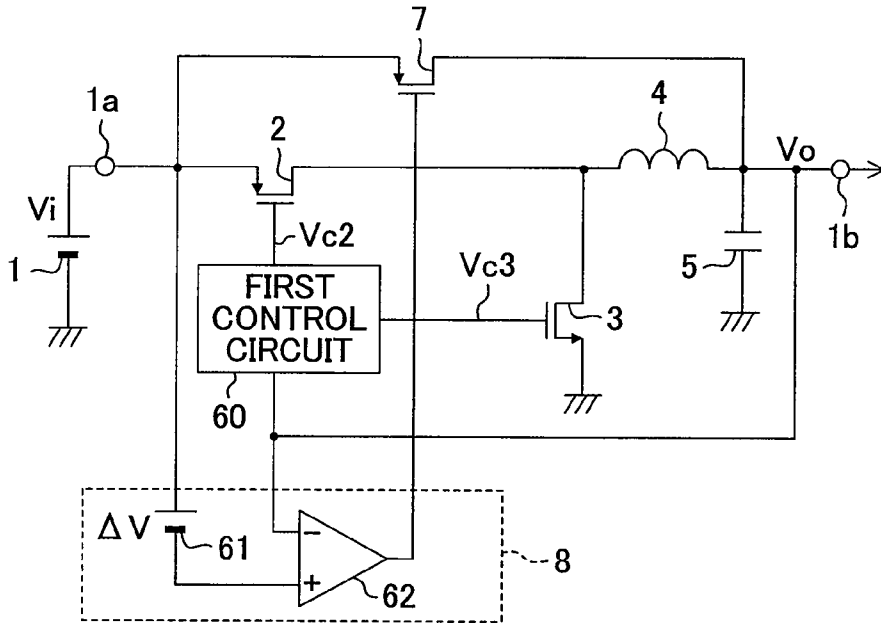 7
1a
2
4
Vi
Vo
1
Vc2
Vc3
5
1b
FIRST
CONTROL
CIRCUIT
3
60
ΔV
61
−
+
62
8